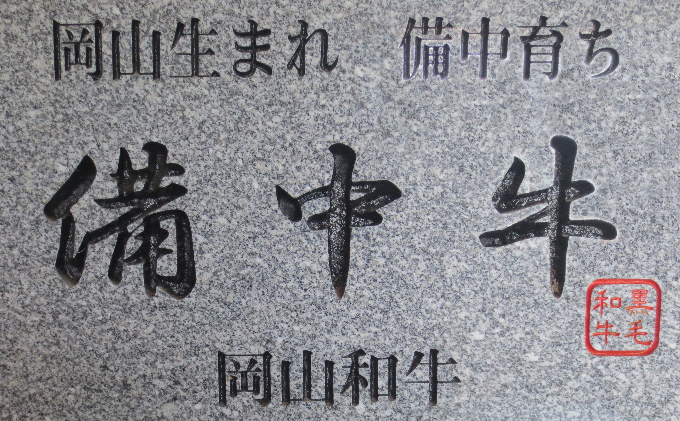 岡山生まれ 備中育ち
備中牛
黒毛
和牛
岡山和牛